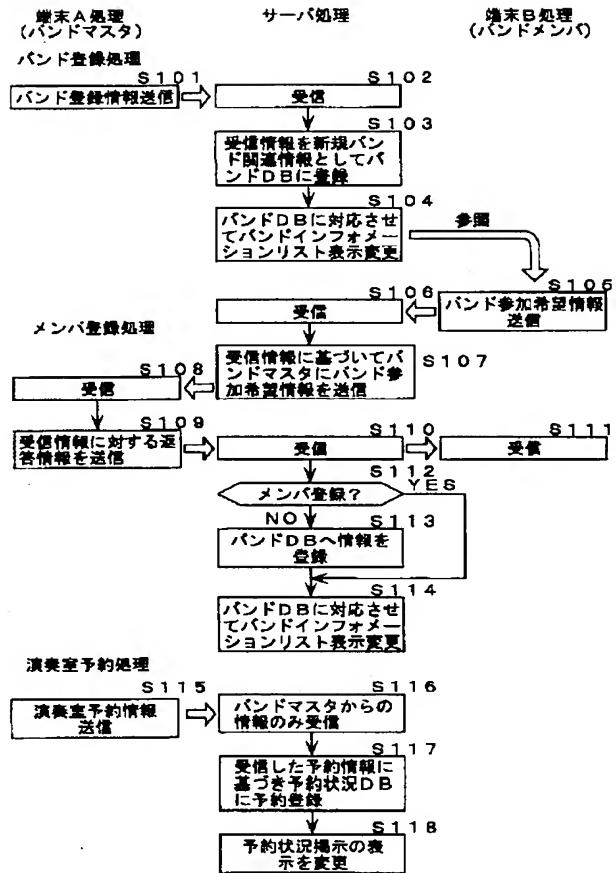 端末A処理
(バンドマスタ)
サーバ処理
端末B処理
(バンドメンバ)
バンド登録処理
S101
バンド登録情報送信
S102
受信
S103
受信情報を新規バン
ド関連情報としてバ
ンドDBに登録
S104
バンドDBに対応させ
てバンドインフォメー
ションリスト表示変更
参照
S105
バンド参加希望情報
送信
S106
受信
メンバ登録処理
S107
受信情報に基づいてバ
ンドマスタにバンド参
加希望情報を送信
S108
受信
S109
受信情報に対する返
答情報を送信
S110
受信
S111
受信
S112
メンバ登録?
YES
NO
S113
バンドDBへ情報を
登録
S114
バンドDBに対応させ
てバンドインフォメー
ションリスト表示変更
演奏室予約処理
S115
演奏室予約情報
送信
S116
バンドマスタからの
情報のみ受信
S117
受信した予約情報に
基づき予約状況DB
に予約登録
S118
予約状況掲示の表
示を変更